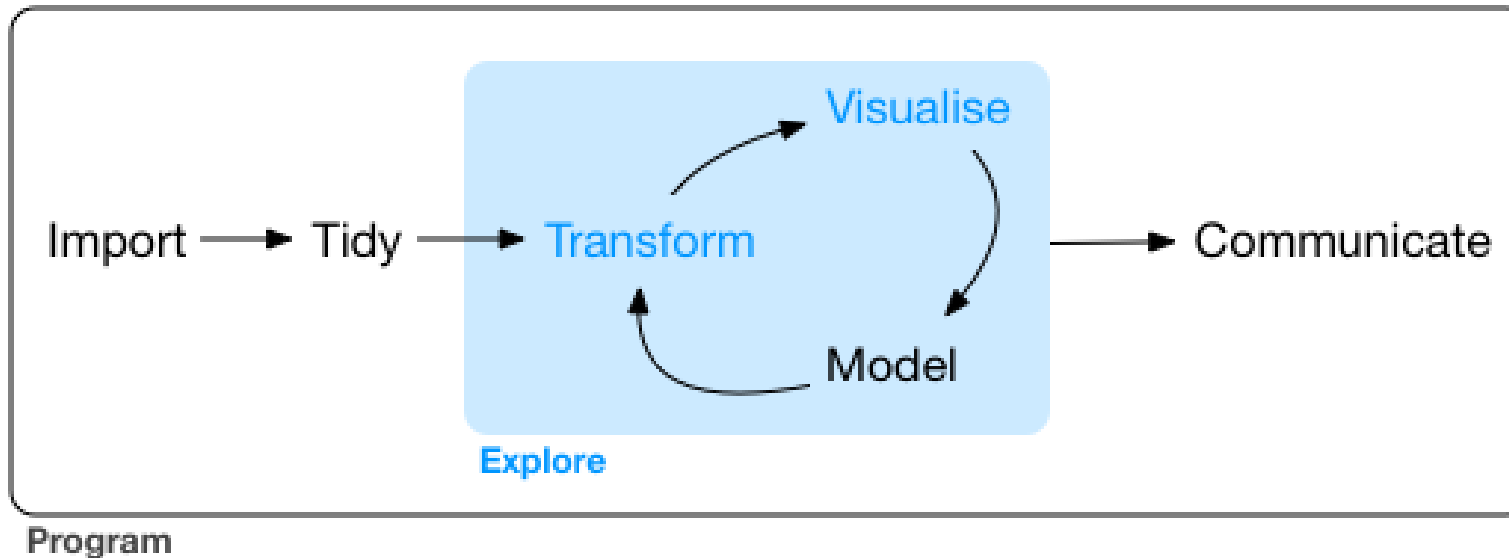 Visualise
Import
Tidy
Transform
Communicate
Model
Explore
Program